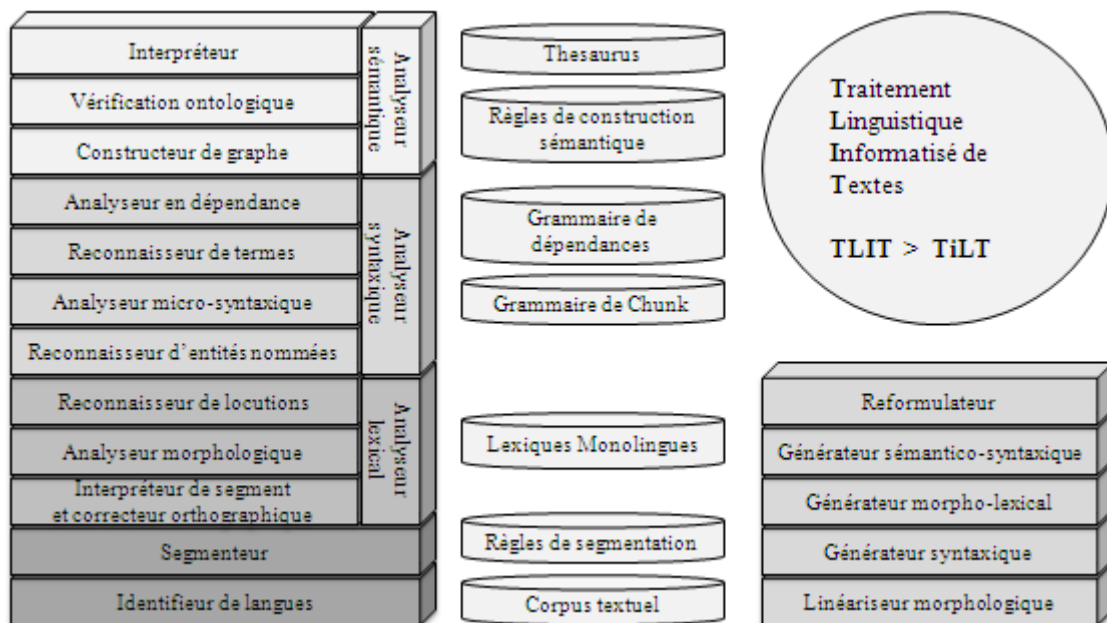 Interpréteur
Vérification ontologique
Constructeur de graphe
Analyseur en dépendance
Reconnaisseur de termes
Analyseur micro-syntaxique
Reconnaisseur d'entités nommées
Reconnaisseur de locutions
Analyseur morphologique
Interpréteur de segment
et correcteur orthographique
Segmenteur
Identifieur de langues
Analyseur
sémantique
Analyseur
syntaxique
Analyseur
lexical
Thesaurus
Règles de construction
sémantique
Grammaire de
dépendances
Grammaire de Chunk
Lexiques Monolingues
Règles de segmentation
Corpus textuel
Traitement
Linguistique
Informatisé de
Textes
TLIT > TiLT
Reformulateur
Générateur sémantico-syntaxique
Générateur morpho-lexical
Générateur syntaxique
Linéariseur morphologique